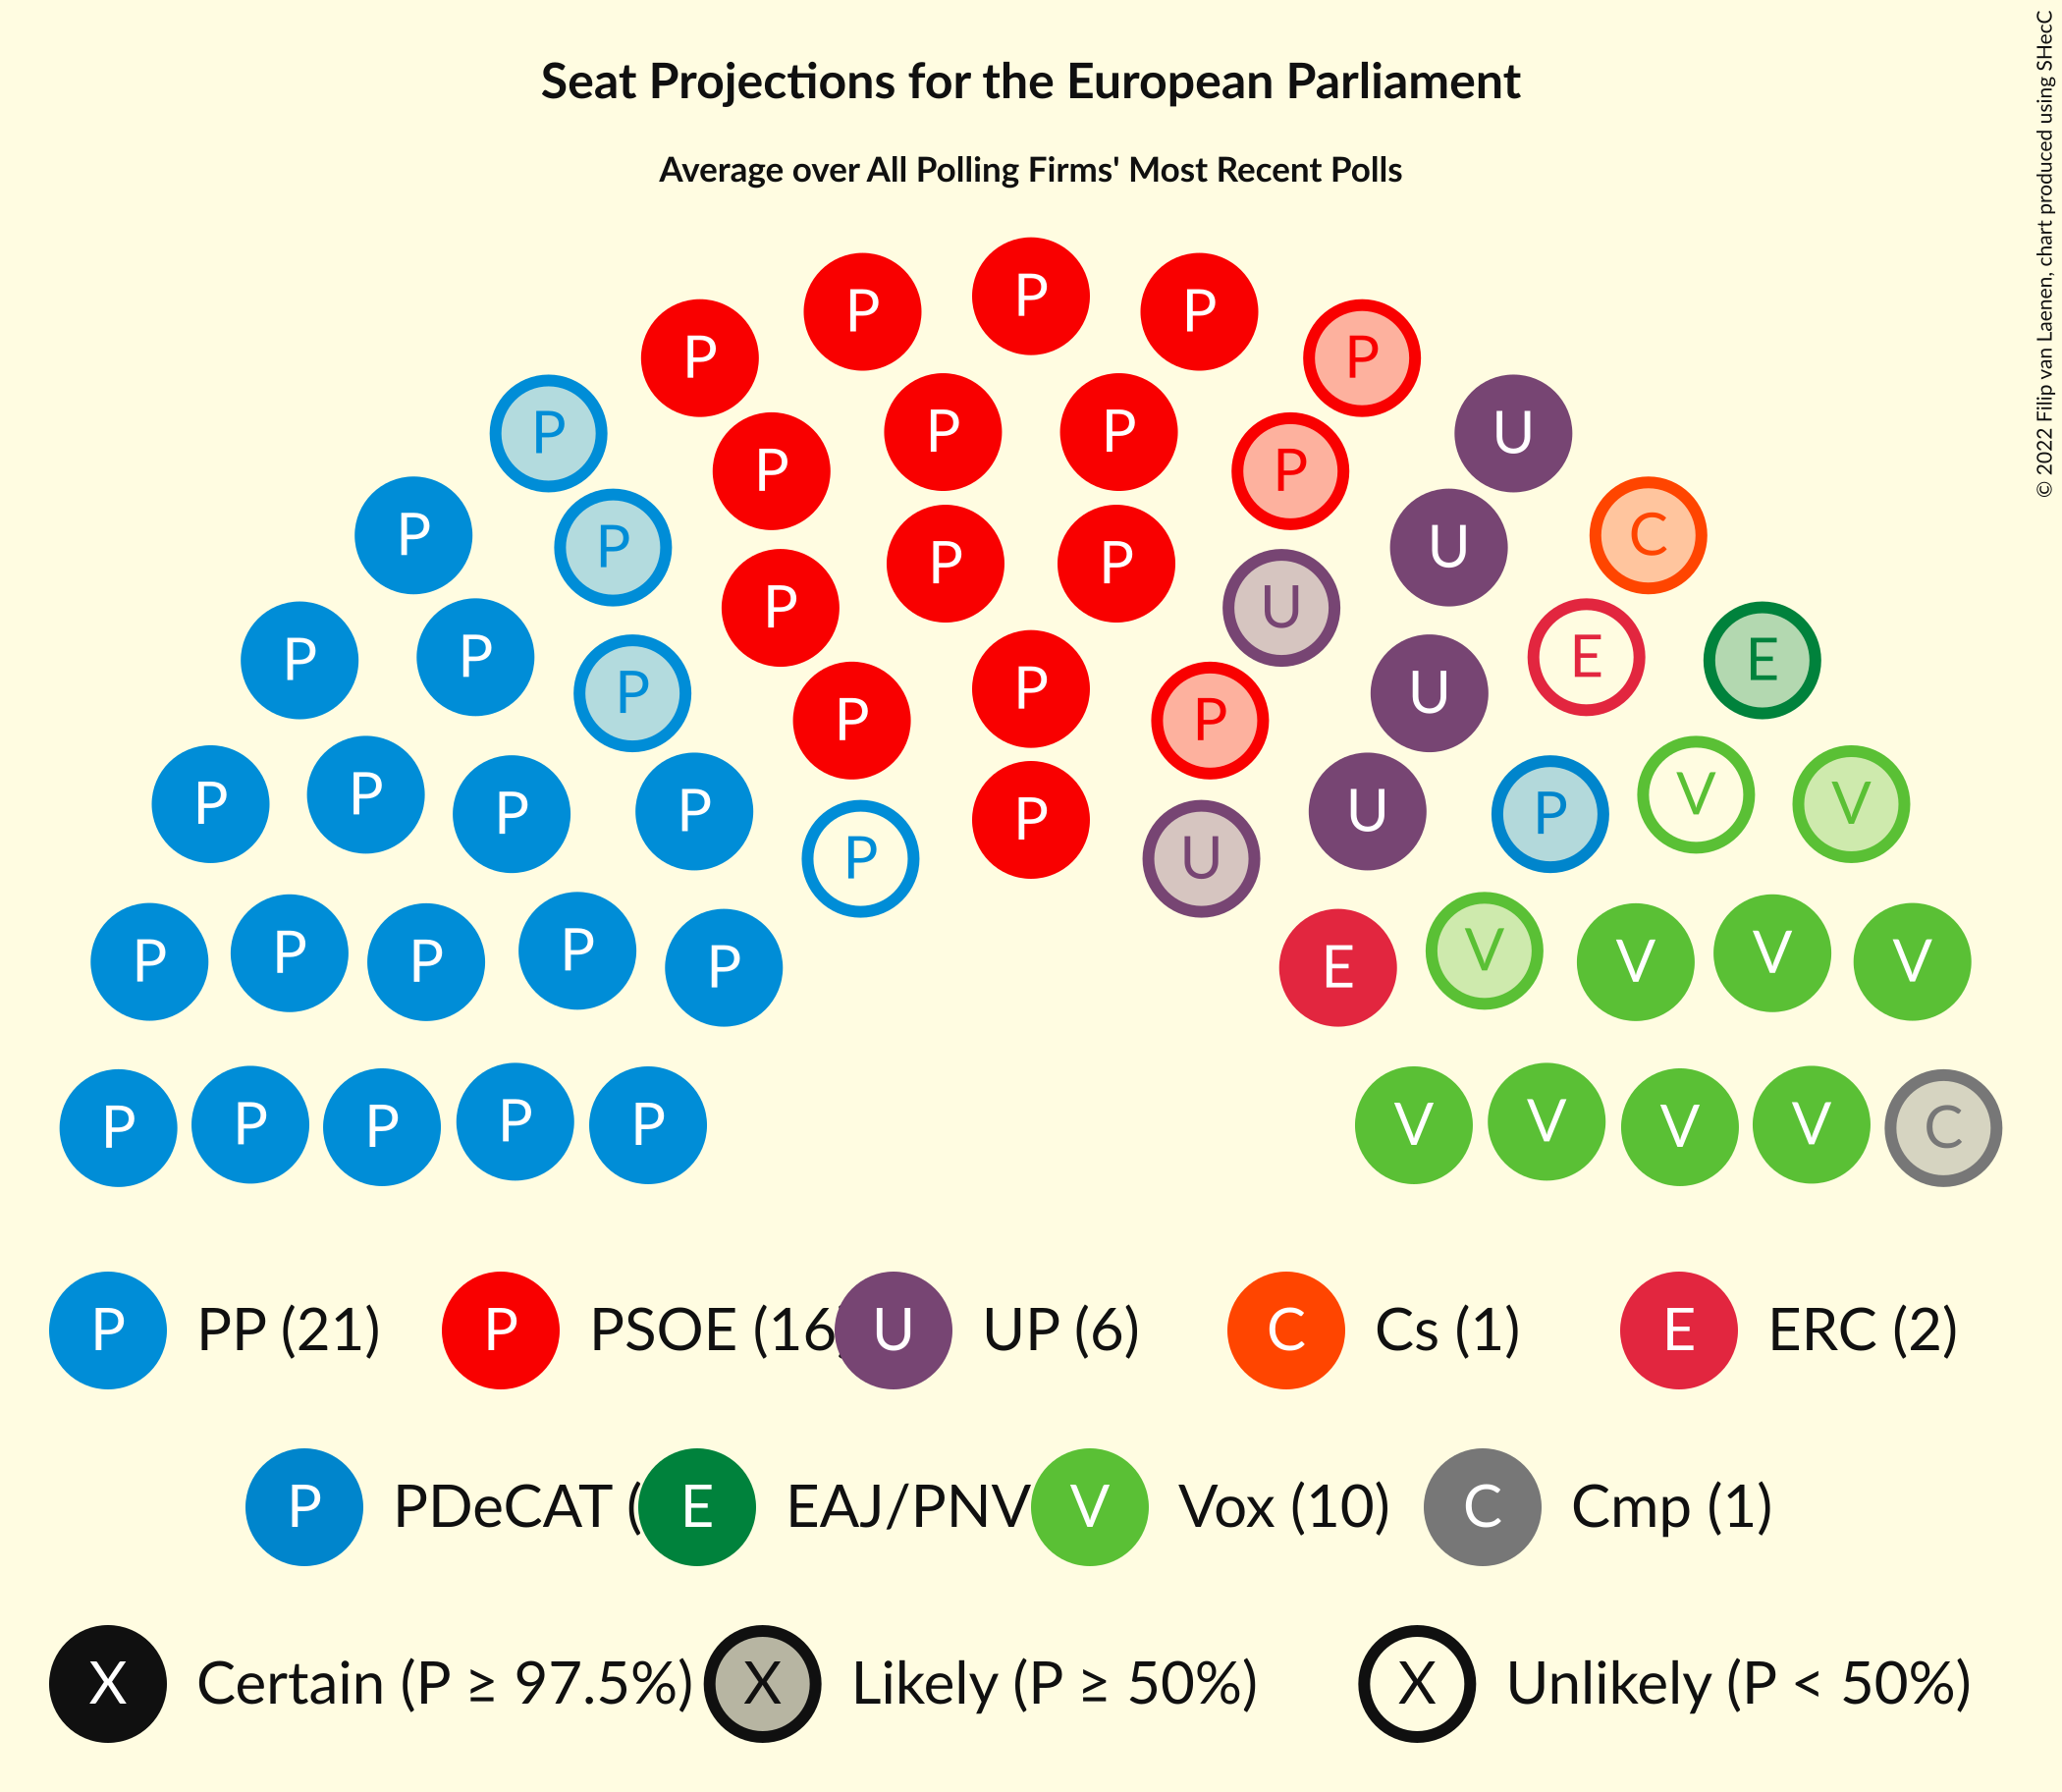 Seat Projections for the European Parliament
Average over All Polling Firms' Most Recent Polls
© 2022 Filip van Laenen, chart produced using SHecC
P
P P
P P
P P
P P
P P U
P P C
P P
P U
P P
P U E E
P P P U
P P U
P P P P P V V
P P U
P P P P P E V V V V
P P P P P V V V V C
P PP (21) P PSOE (16 U UP (6) C Cs (1) E ERC (2)
P PDeCAT ( E EAJ/PNV V Vox (10) C Cmp (1)
X Certain (P ≥ 97.5%) X Likely (P ≥ 50%) X Unlikely (P < 50%)